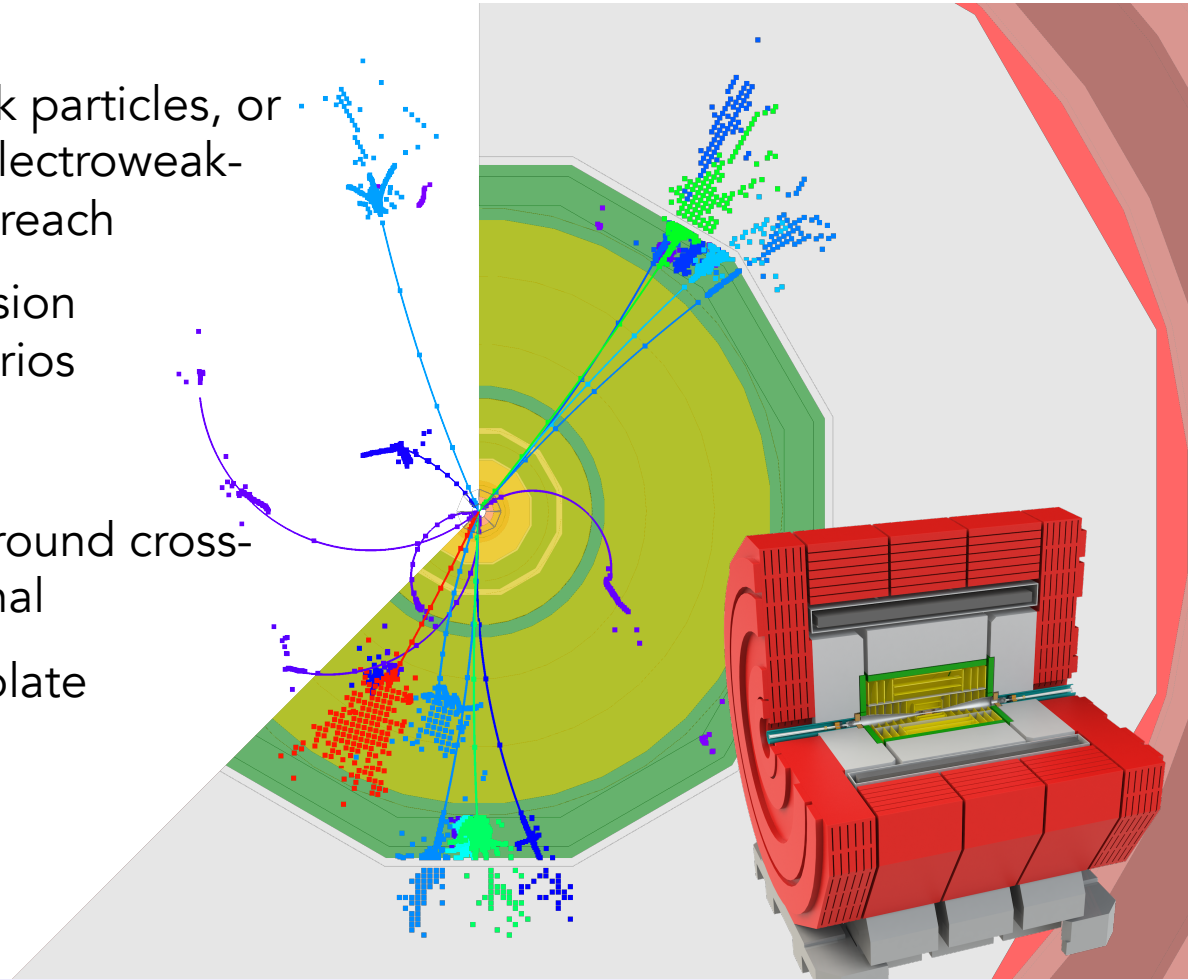 k particles, or
lectroweak-
reach
sion
rios
round cross-
nal
plate